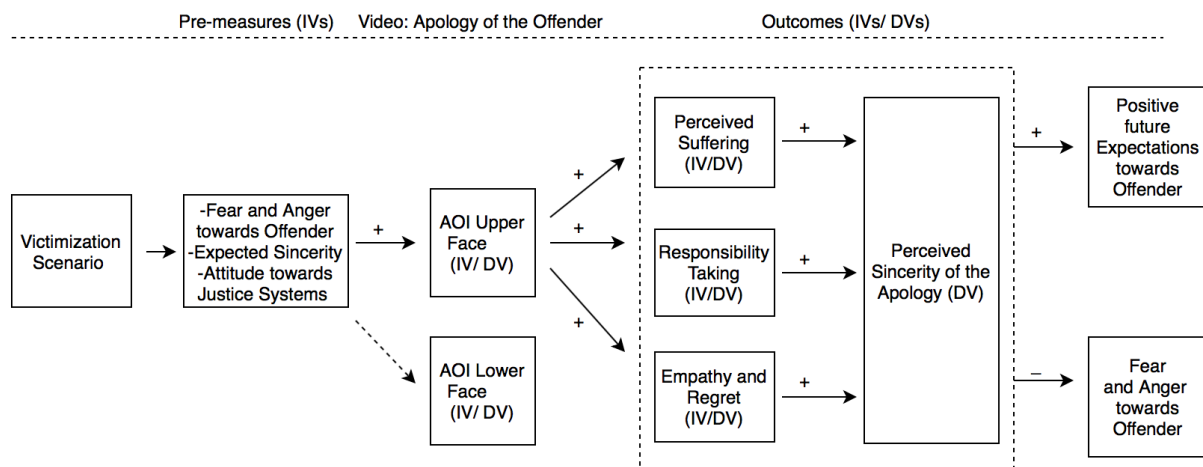 Pre-measures (IVs)
Video: Apology of the Offender
Outcomes (IVs/ DVs)
Victimization
Scenario
-Fear and Anger
towards Offender
-Expected Sincerity
-Attitude towards
Justice Systems
+
AOI Upper
Face
(IV/ DV)
AOI Lower
Face
(IV/ DV)
+
+
+
Perceived
Suffering
(IV/DV)
+
Responsibility
Taking
(IV/DV)
+
Empathy and
Regret
(IV/DV)
+
Perceived
Sincerity of the
Apology (DV)
+
Positive
future
Expectations
towards
Offender
–
Fear
and Anger
towards
Offender